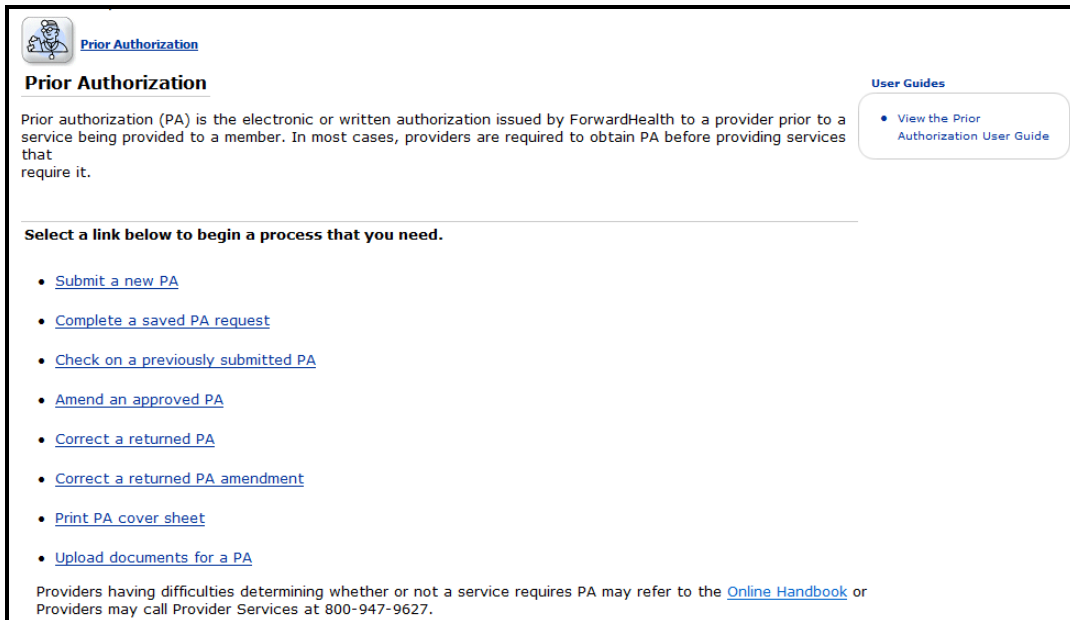 Prior Authorization
Prior Authorization
User Guides
Prior authorization (PA) is the electronic or written authorization issued by ForwardHealth to a provider prior to a
service being provided to a member. In most cases, providers are required to obtain PA before providing services
that
require it.
• View the Prior
Authorization User Guide
Select a link below to begin a process that you need.
• Submit a new PA
• Complete a saved PA request
• Check on a previously submitted PA
• Amend an approved PA
• Correct a returned PA
• Correct a returned PA amendment
• Print PA cover sheet
• Upload documents for a PA
Providers having difficulties determining whether or not a service requires PA may refer to the Online Handbook or
Providers may call Provider Services at 800-947-9627.